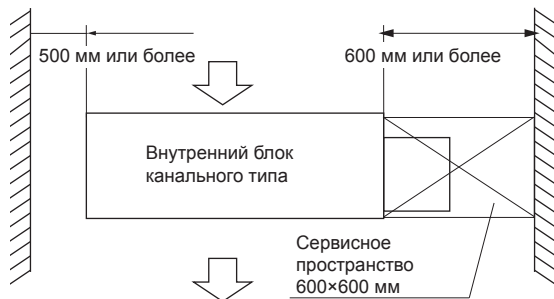 500 мм или более
600 мм или более
Внутренний блок
канального типа
Сервисное
пространство
600×600 мм